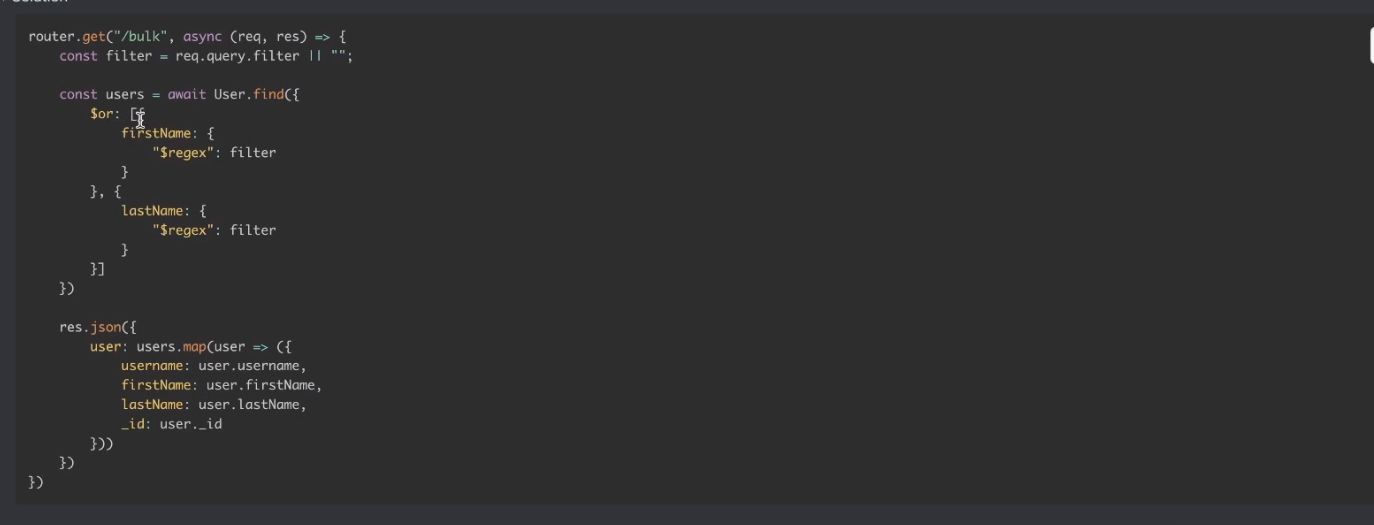 Solution
router.get("/bulk", async (req, res) => {
    const filter = req.query.filter || "";

    const users = await User.find({
        $or: [{
            firstName: {
                "$regex": filter
            }
        }, {
            lastName: {
                "$regex": filter
            }
        }]
    })

    res.json({
        user: users.map(user => ({
            username: user.username,
            firstName: user.firstName,
            lastName: user.lastName,
            _id: user._id
        }))
    })
})